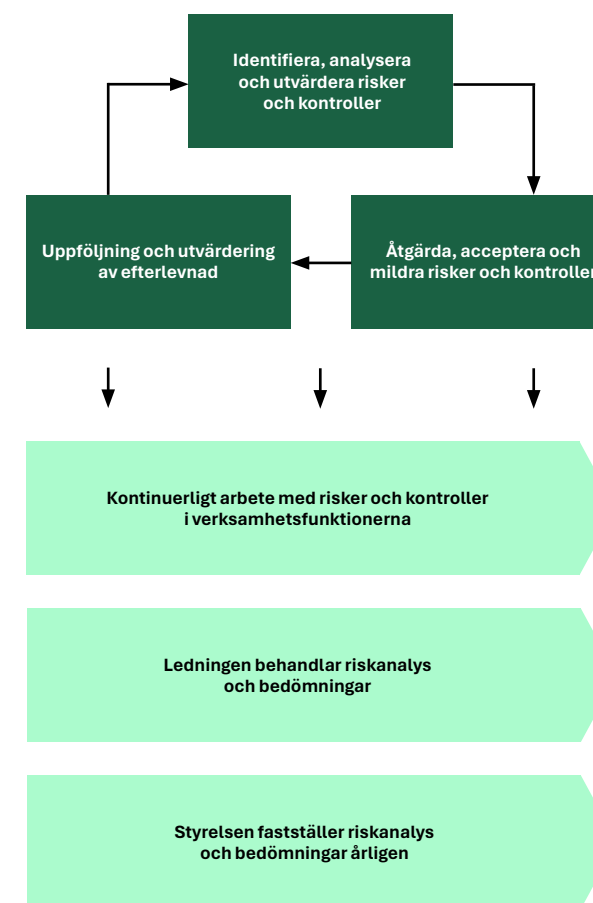 Identifiera, analysera
och utvärdera risker
och kontroller
Uppföljning och utvärdering
av efterlevnad
Åtgärda, acceptera och
mildra risker och kontroller
Kontinuerligt arbete med risker och kontroller
i verksamhetsfunktionerna
Ledningen behandlar riskanalys
och bedömningar
Styrelsen fastställer riskanalys
och bedömningar årligen